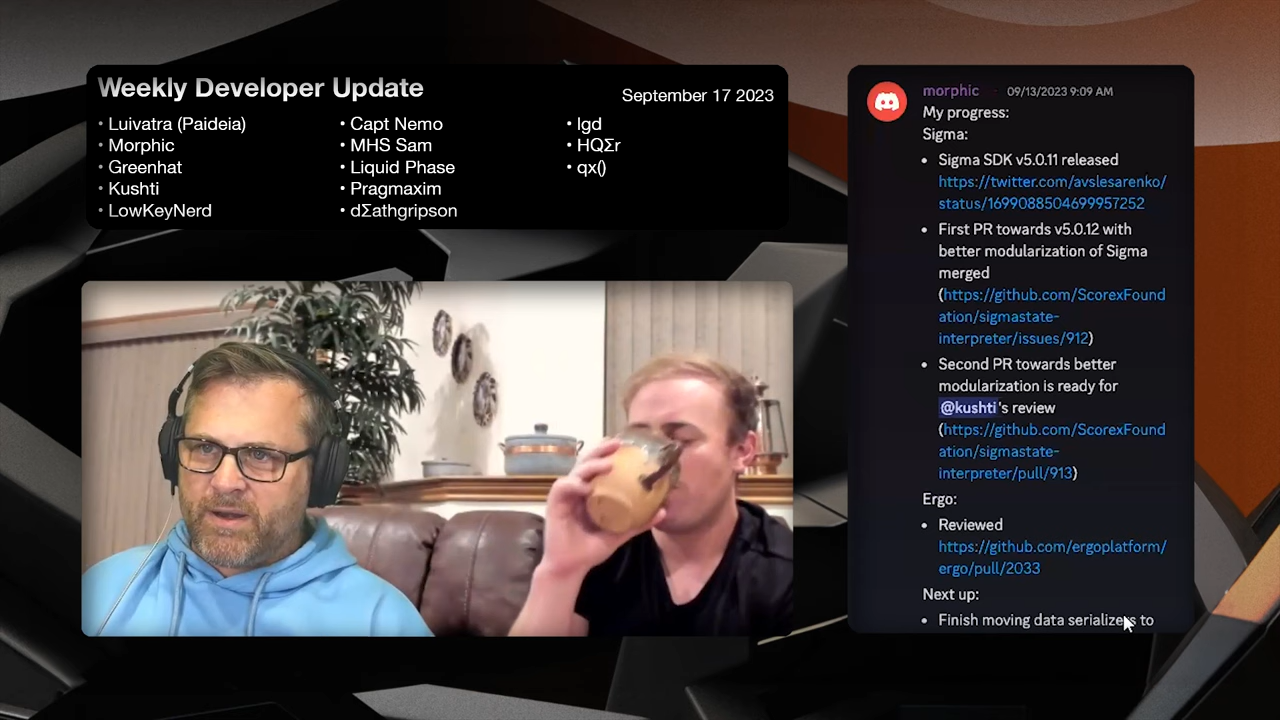 Weekly Developer Update
September 17 2023
• Luivatra (Paideia)
• Morphic
• Greenhat
• Kushti
• LowKeyNerd
• Capt Nemo
• MHS Sam
• Liquid Phase
• Pragmaxim
• dΣathgripson
• lgd
• HQΣr
• qx()
morphic 09/13/2023 9:09 AM
My progress:
Sigma:
• Sigma SDK v5.0.11 released
https://twitter.com/avslesarenko/
status/1699088504699957252
• First PR towards v5.0.12 with
better modularization of Sigma
merged
(https://github.com/ScorexFound
ation/sigmastate-
interpreter/issues/912)
• Second PR towards better
modularization is ready for
@kushti's review
(https://github.com/ScorexFound
ation/sigmastate-
interpreter/pull/913)
Ergo:
• Reviewed
https://github.com/ergoplatform/
ergo/pull/2033
Next up:
• Finish moving data serializers to